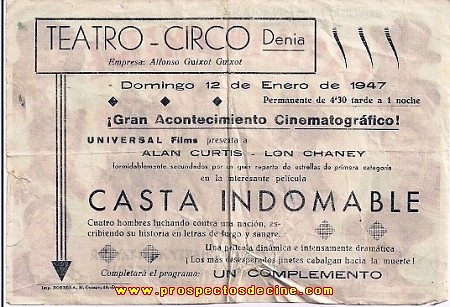 TEATRO-CIRCO Denia
Empresa: Alfonso Guixot Guixot
Domingo 12 de Enero de 1947
Permanente de 4'30 tarde a 1 noche
¡Gran Acontecimiento Cinematográfico!
UNIVERSAL Films presenta a
ALAN CURTIS - LON CHANEY
formidablemente secundados por un gran reparto de estrellas de primera categoría
en la interesante película
CASTA INDOMABLE
Cuatro hombres luchando contra una nación, es-
cribiendo su historia en letras de fuego y sangre.
Una película dinámica e intensamente dramática
¡Los más desesperados jinetes cabalgan hacia la muerte!
Completará el programa: UN COMPLEMENTO
Imp.
www.prospectosdecine.com